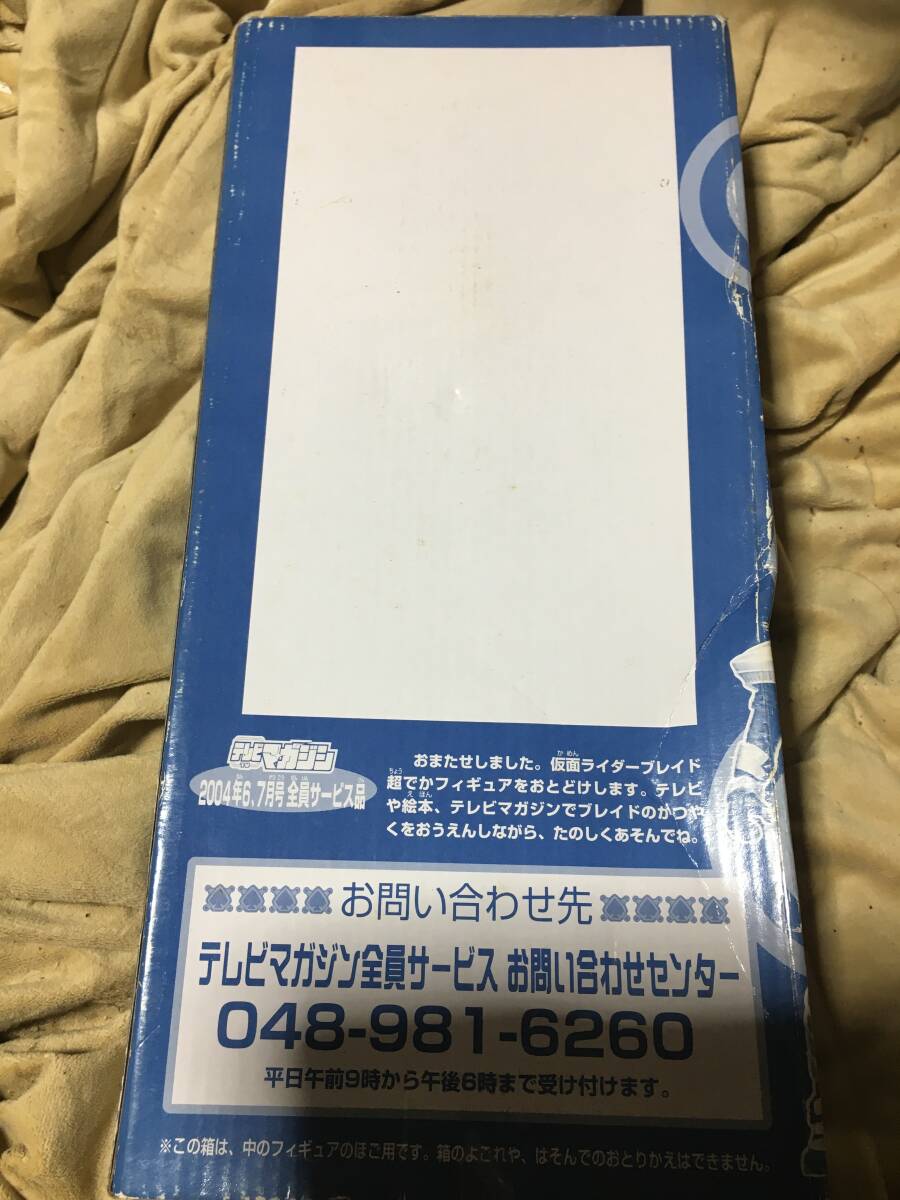 テレビマガジン
2004年6、7月号 全員サービス品
おまたせしました。仮面ライダーブレイド
超でかフィギュアをおとどけします。テレビ
や絵本、テレビマガジンでブレイドのかつや
くをおうえんしながら、たのしくあそんでね。
お問い合わせ先
テレビマガジン全員サービス お問い合わせセンター
048-981-6260
平日午前9時から午後6時まで受け付けます。
※この箱は、中のフィギュアのほご用です。箱のよごれや、はそんでのおとりかえはできません。